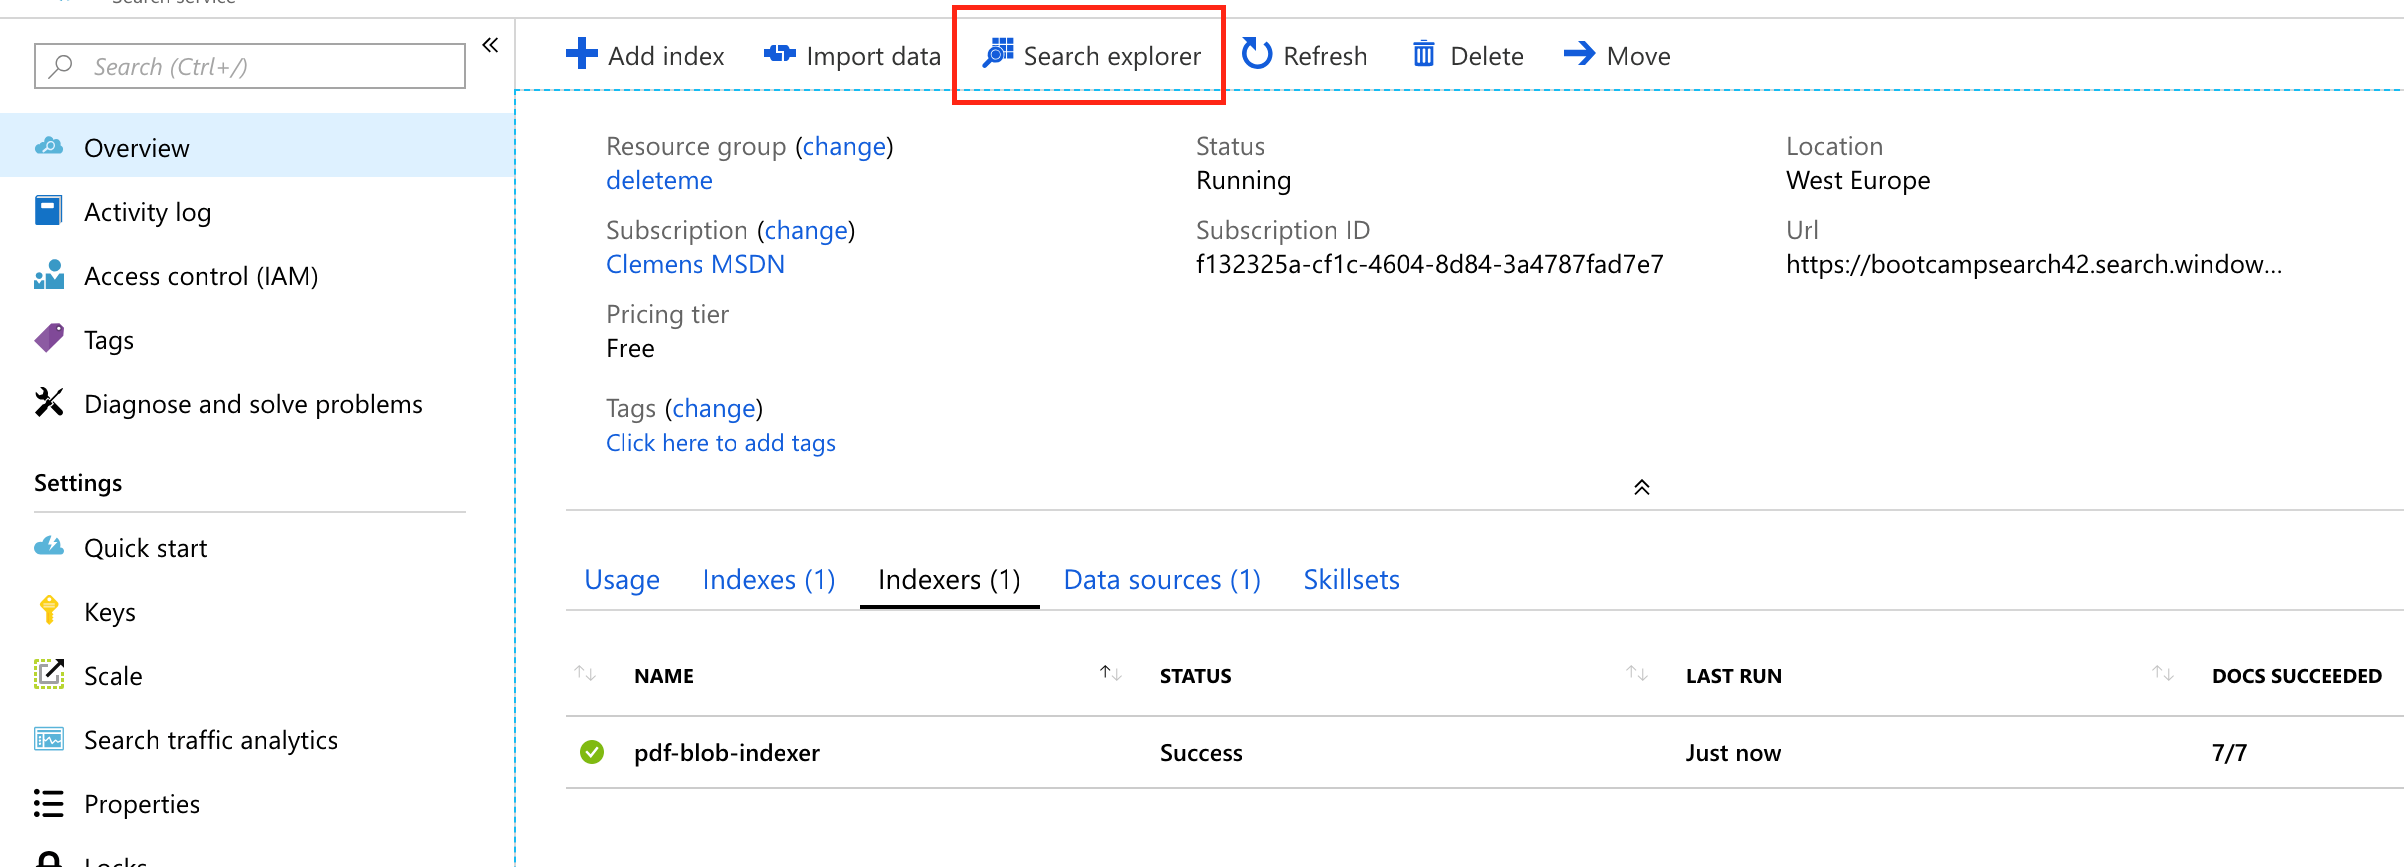 Search service
Search (Ctrl+/)
«
Overview
Activity log
Access control (IAM)
Tags
Diagnose and solve problems
Settings
Quick start
Keys
Scale
Search traffic analytics
Properties
Locks
Add index
Import data
Search explorer
Refresh
Delete
Move
Resource group (change)
deleteme
Subscription (change)
Clemens MSDN
Pricing tier
Free
Tags (change)
Click here to add tags
Status
Running
Subscription ID
f132325a-cf1c-4604-8d84-3a4787fad7e7
Location
West Europe
Url
https://bootcampsearch42.search.window...
Usage
Indexes (1)
Indexers (1)
Data sources (1)
Skillsets
NAME
STATUS
LAST RUN
DOCS SUCCEEDED
pdf-blob-indexer
Success
Just now
7/7